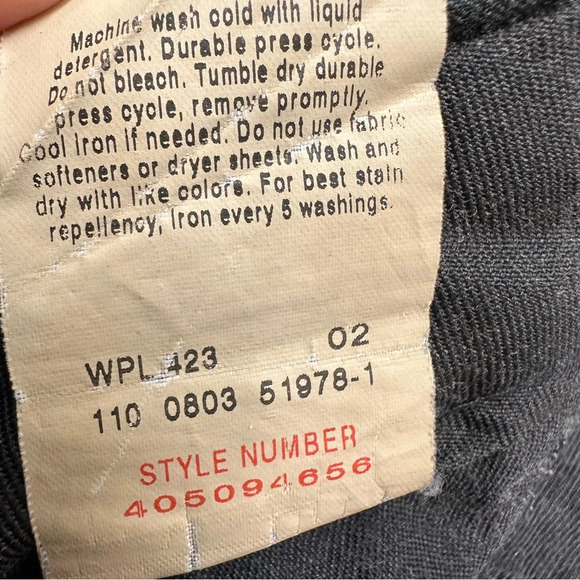 Machine wash cold with liquid
detergent. Durable press cycle.
Do not bleach. Tumble dry durable
press cycle, remove promptly.
Cool iron if needed. Do not use fabric
softeners or dryer sheets. Wash and
dry with like colors. For best stain
repellency, iron every 5 washings.
WPL 423 02
110 0803 51978-1
STYLE NUMBER
405094656